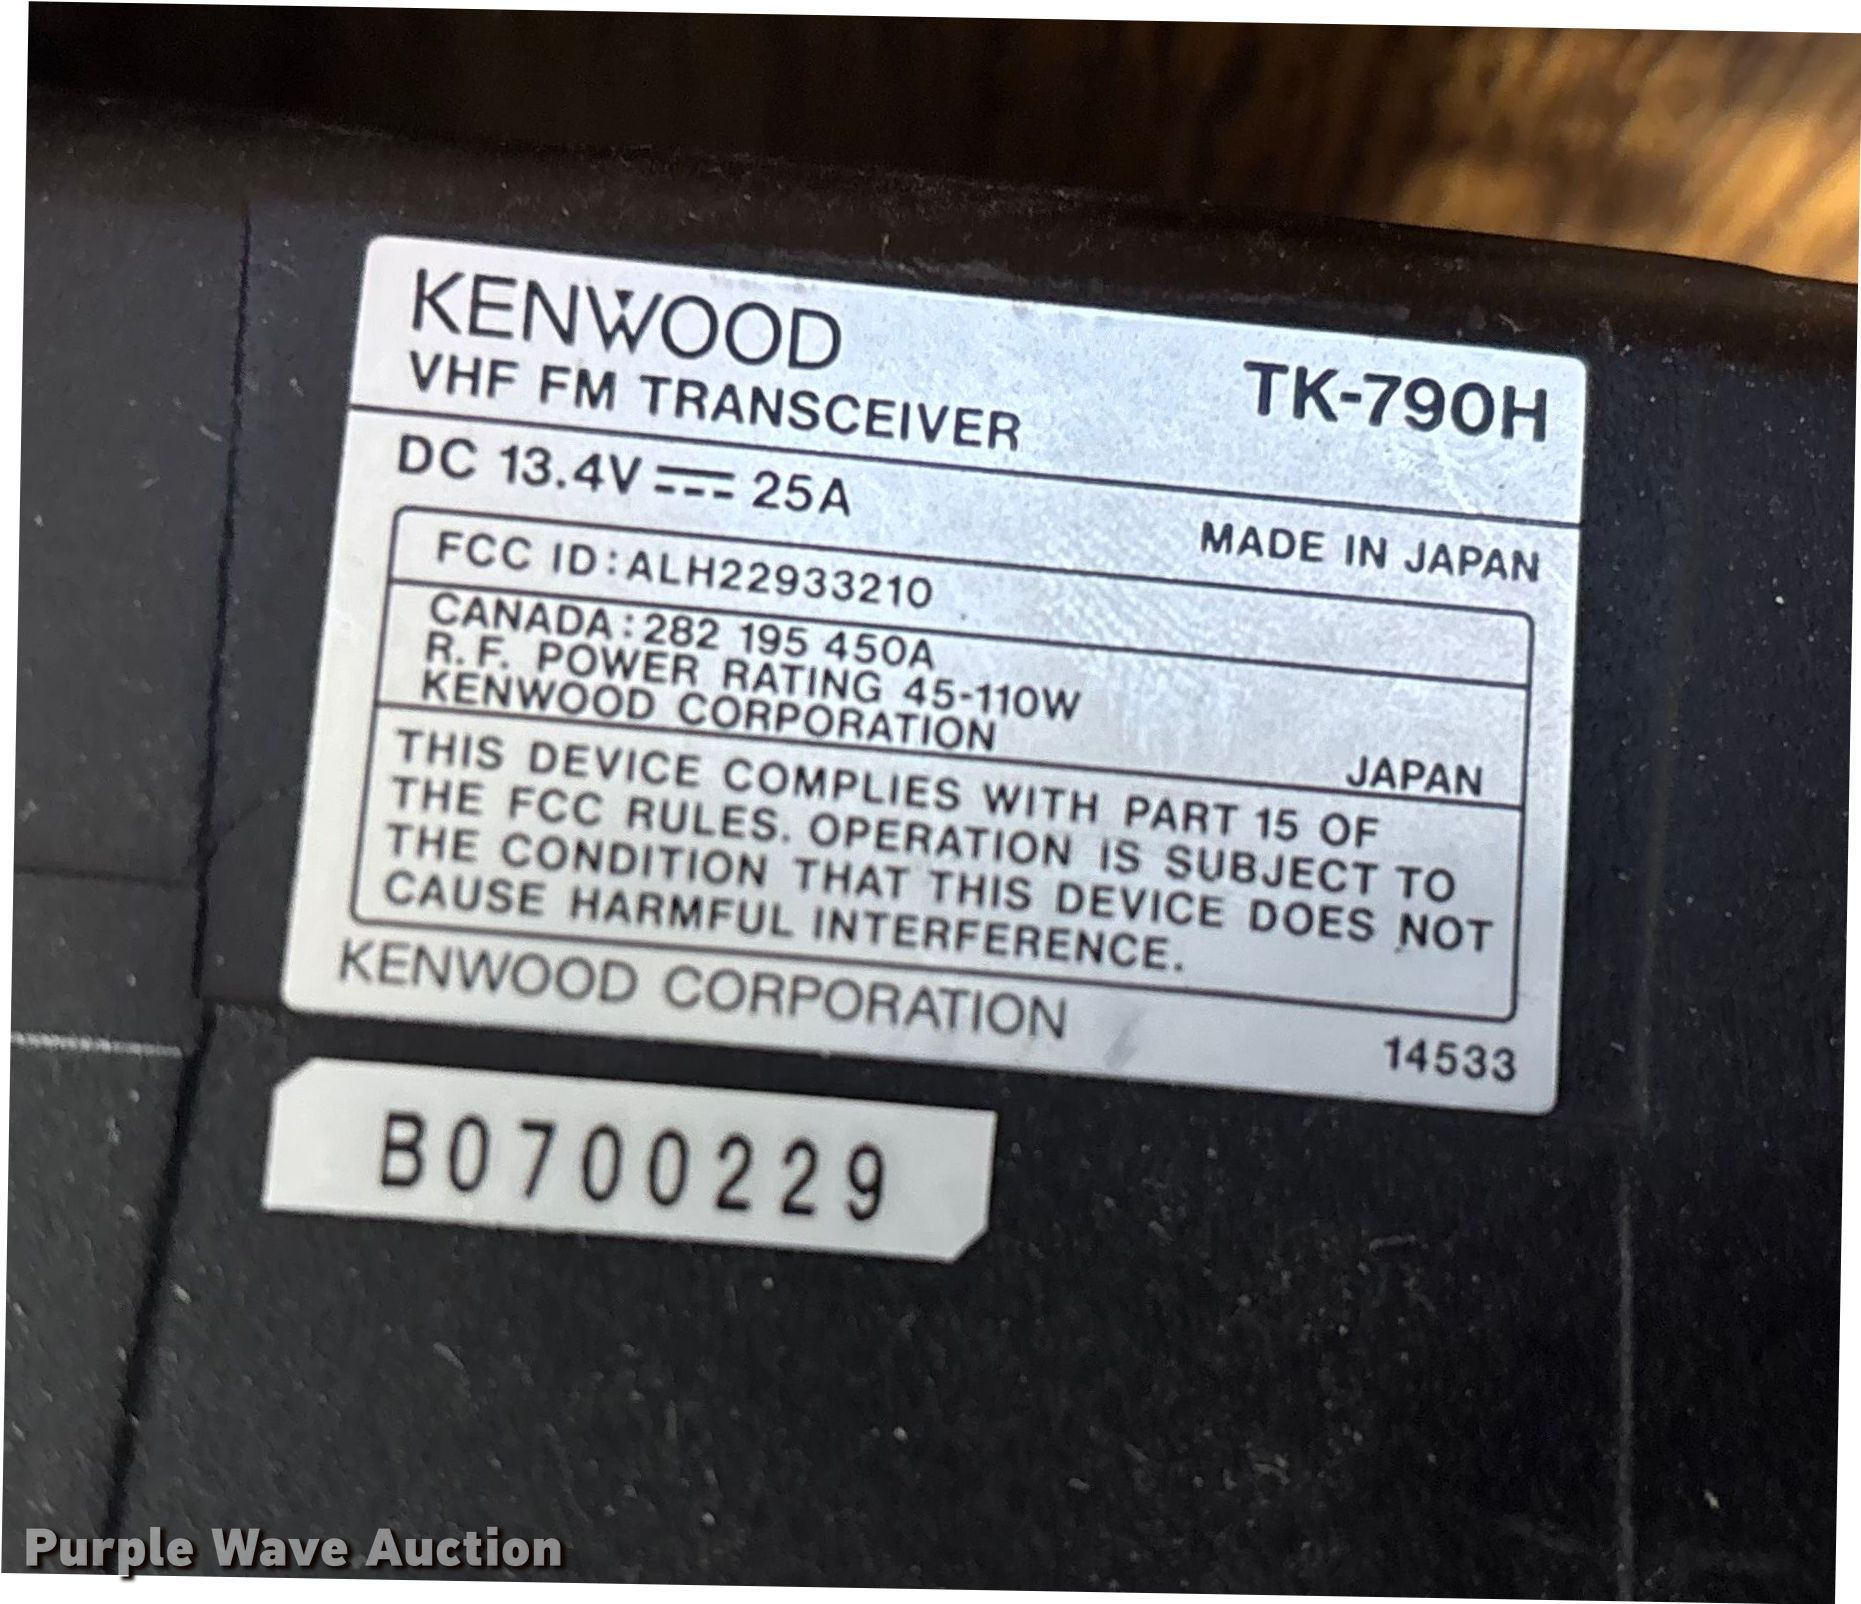 KENWOOD
VHF FM TRANSCEIVER TK-790H
DC 13.4V ⎓ 25A
MADE IN JAPAN
FCC ID:ALH22933210
CANADA:282 195 450A
R.F. POWER RATING 45-110W
KENWOOD CORPORATION JAPAN
THIS DEVICE COMPLIES WITH PART 15 OF
THE FCC RULES. OPERATION IS SUBJECT TO
THE CONDITION THAT THIS DEVICE DOES NOT
CAUSE HARMFUL INTERFERENCE.
KENWOOD CORPORATION
14533
B0700229
Purple Wave Auction